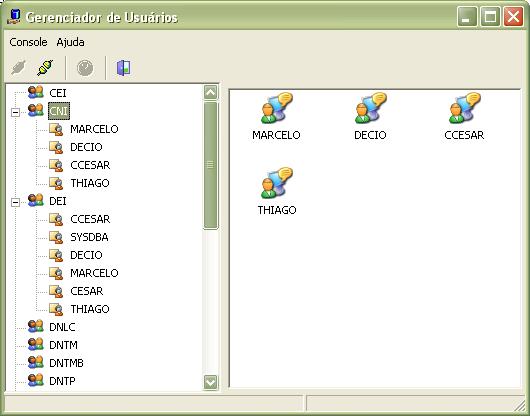 Gerenciador de Usuários
Console Ajuda
CEI
CNI
MARCELO
DECIO
CCESAR
THIAGO
DEI
CCESAR
SYSDBA
DECIO
MARCELO
CESAR
THIAGO
DNLC
DNTM
DNTMB
DNTP
MARCELO DECIO CCESAR
THIAGO